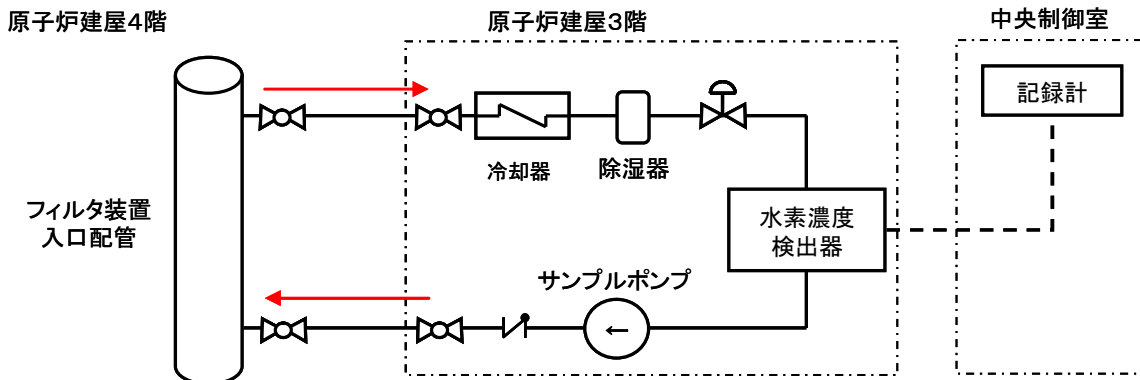 原子炉建屋4階
原子炉建屋3階
中央制御室
記録計
冷却器
除湿器
フィルタ装置
入口配管
水素濃度
検出器
サンプルポンプ
←